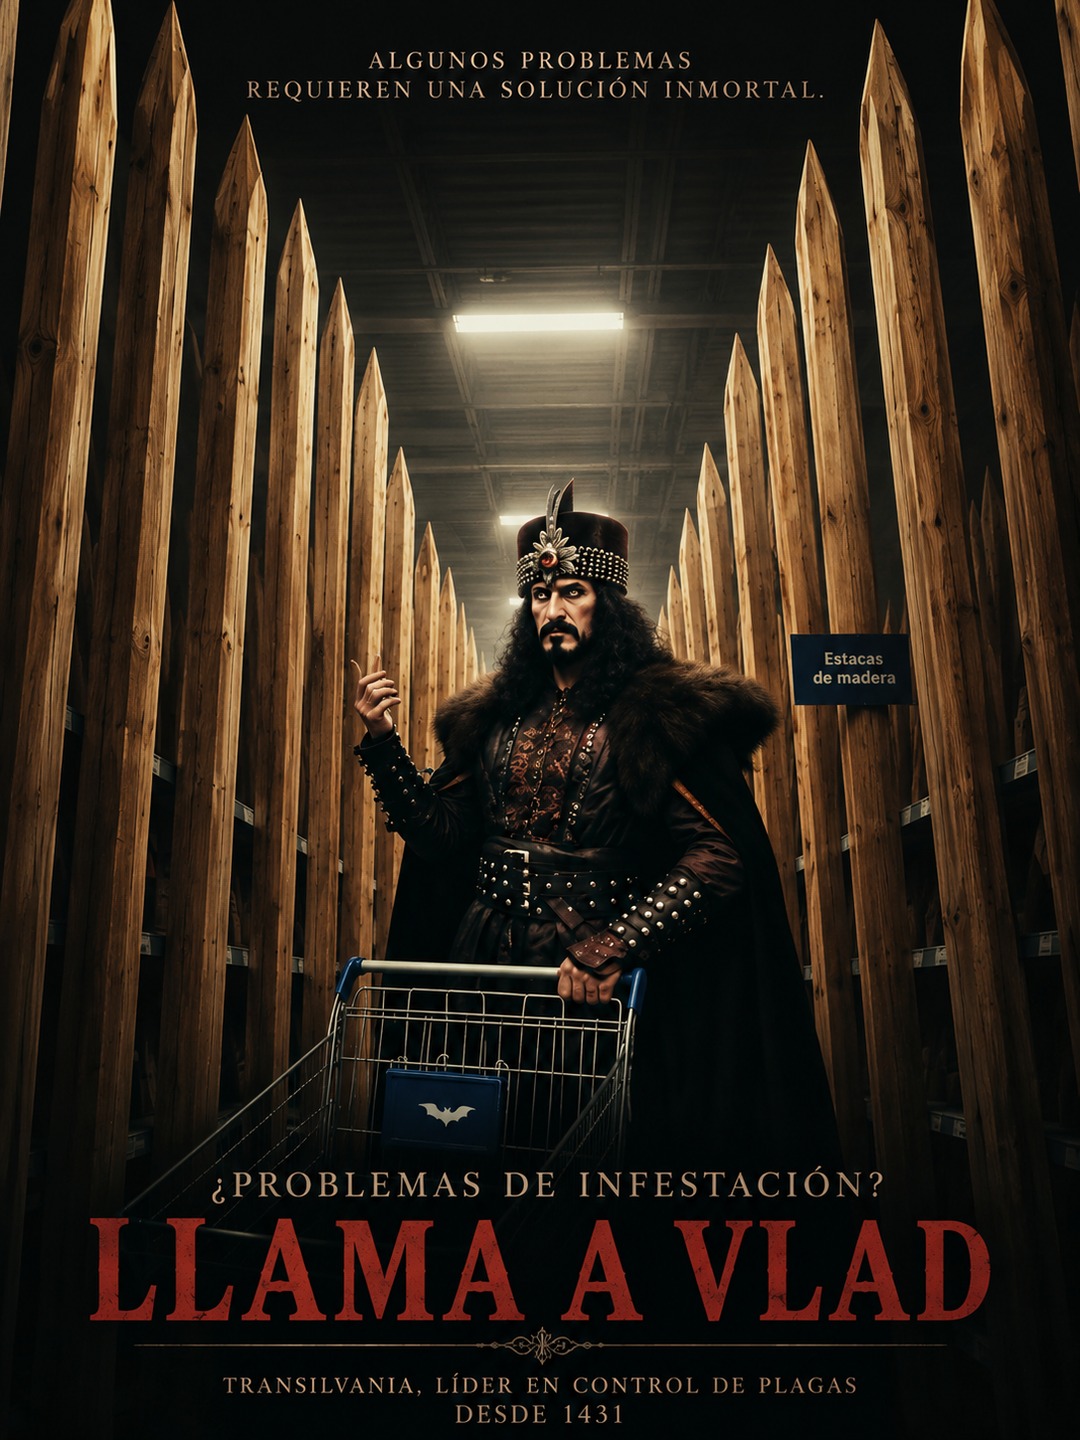 ALGUNOS PROBLEMAS
REQUIEREN UNA SOLUCIÓN INMORTAL.
Estacas
de madera
¿PROBLEMAS DE INFESTACIÓN?
LLAMA A VLAD
TRANSILVANIA, LÍDER EN CONTROL DE PLAGAS
DESDE 1431